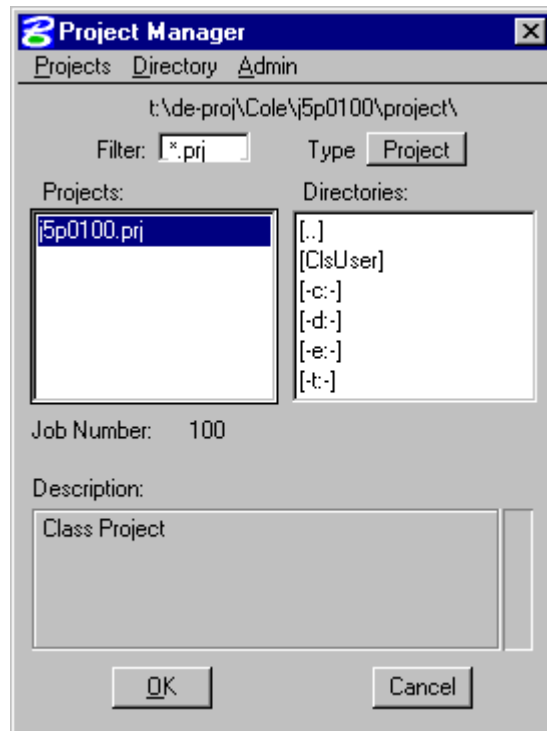 Project Manager
Projects Directory Admin
t:\de-proj\Cole\j5p0100\project\
Filter: *.prj Type Project
Projects: Directories:
j5p0100.prj [..]
[ClsUser]
[-c:-]
[-d:-]
[-e:-]
[-t:-]
Job Number: 100
Description:
Class Project
OK Cancel